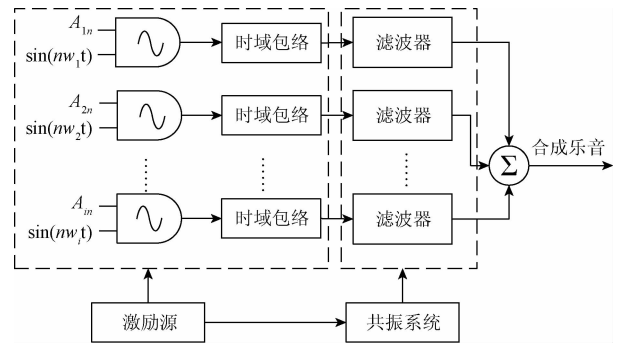 A₁ₙ
sin(nw₁t)
时域包络
滤波器
A₂ₙ
sin(nw₂t)
时域包络
滤波器
Σ
合成乐音
Aᵢₙ
sin(nwᵢt)
时域包络
滤波器
激励源
共振系统